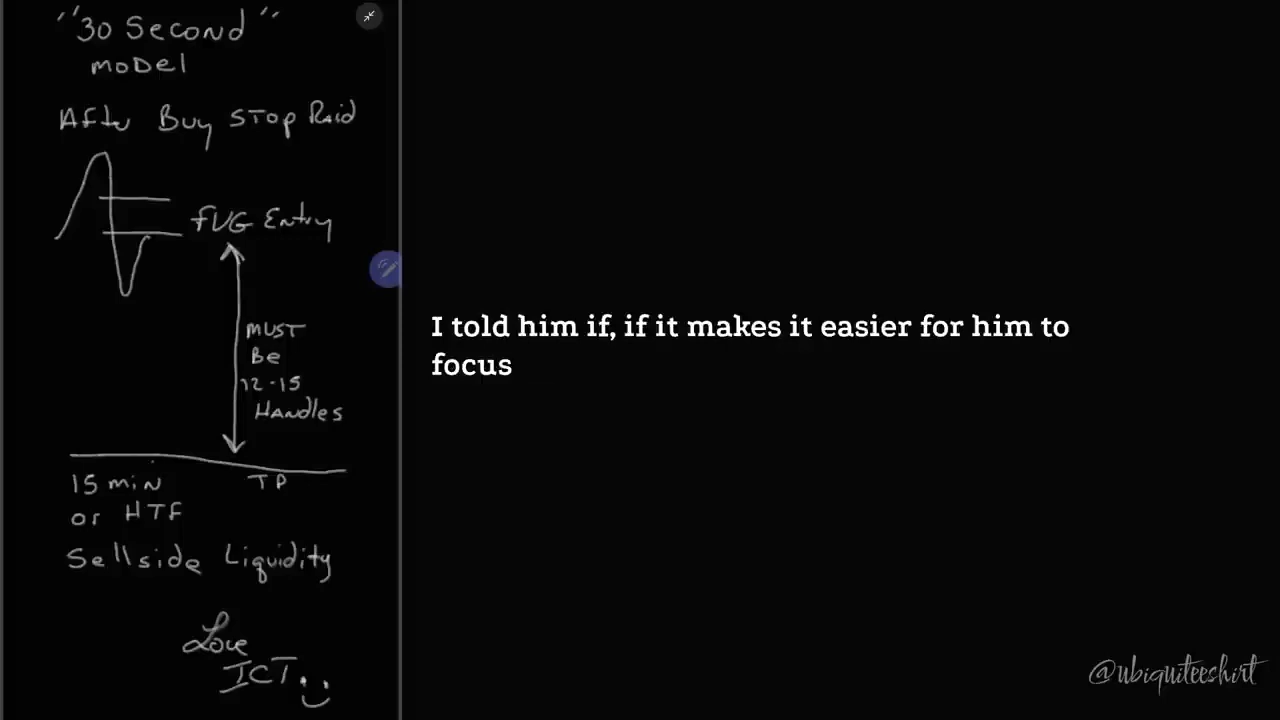 "30 Second"
moDel
After Buy STop Raid
FVG Entry
MUST
Be
12-15
HANDles
15 min
TP
or HTF
Sellside Liquidity
Love
ICT
I told him if, if it makes it easier for him to
focus
@ubiquiteeshirt